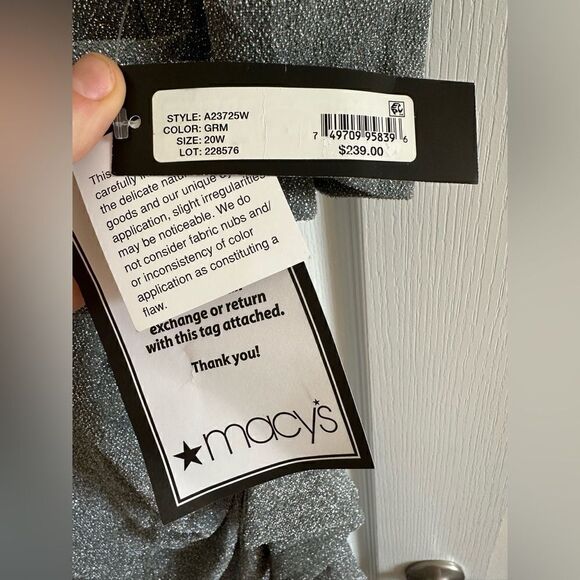 STYLE: A23725W
COLOR: GRM
SIZE: 20W
LOT: 228576
7 49709 95839 6
$239.00
This
carefully
the delicate
goods and our unique
application, slight irregularities
may be noticeable. We do
not consider fabric nubs and/
or inconsistency of color
application as constituting a
flaw.
exchange or return
with this tag attached.
Thank you!
macy's